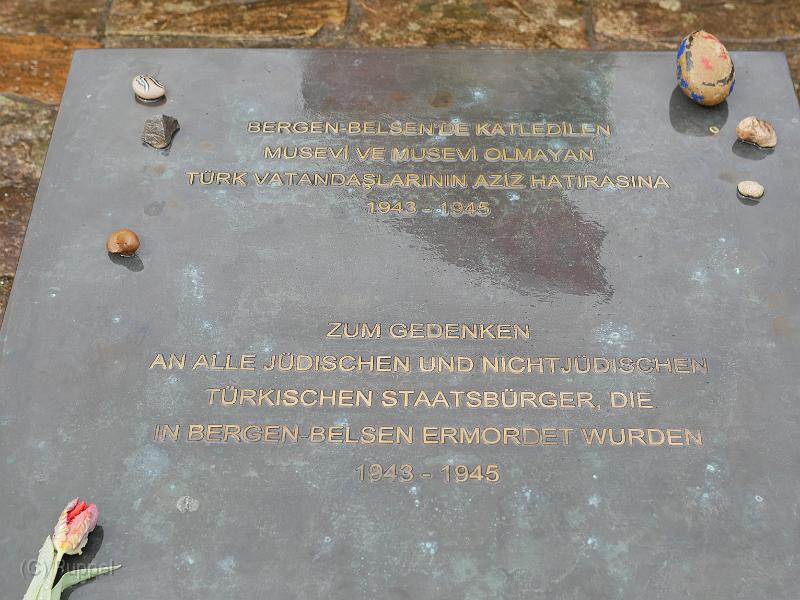 BERGEN-BELSEN'DE KATLEDİLEN
MUSEVİ VE MUSEVİ OLMAYAN
TÜRK VATANDAŞLARININ AZİZ HATIRASINA
1943 - 1945
ZUM GEDENKEN
AN ALLE JÜDISCHEN UND NICHTJÜDISCHEN
TÜRKISCHEN STAATSBÜRGER, DIE
IN BERGEN-BELSEN ERMORDET WURDEN
1943 - 1945
(C) Ruppel